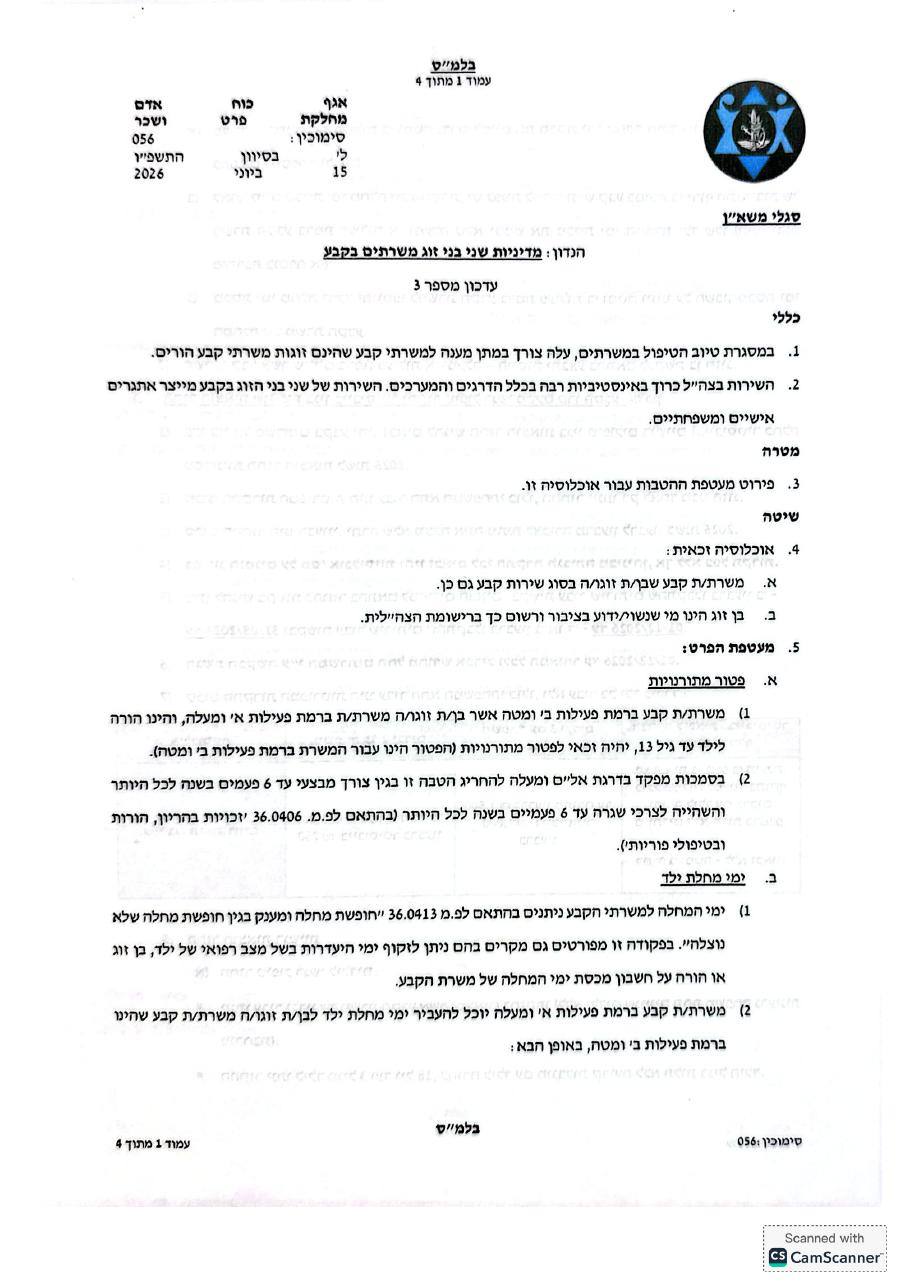 בלמ"ס
עמוד 1 מתוך 4
אגף כוח אדם
מחלקת פרט ושכר
סימוכין: 056
ל' בסיוון התשפ"ו
15 ביוני 2026
סגלי משא"ן
הנדון: מדיניות שני בני זוג משרתים בקבע
עדכון מספר 3
כללי
1. במסגרת טיוב הטיפול במשרתים, עלה צורך במתן מענה למשרתי קבע שהינם זוגות משרתי קבע הורים.
2. השירות בצה"ל כרוך באינטסיביות רבה בכלל הדרגים והמערכים. השירות של שני בני הזוג בקבע מייצר אתגרים
אישיים ומשפחתיים.
מטרה
3. פירוט מעטפת ההטבות עבור אוכלוסיה זו.
שיטה
4. אוכלוסיה זכאית:
א. משרת/ת קבע שבן/ת זוגו/ה בסוג שירות קבע גם כן.
ב. בן זוג הינו מי שנשוי/ידוע בציבור ורשום כך ברישומת הצהלי"ת.
5. מעטפת הפרט:
א. פטור מתורנויות
1) משרת/ת קבע ברמת פעילות ב' ומטה אשר בן/ת זוגו/ה משרת/ת ברמת פעילות א' ומעלה, והינו הורה
לילד עד גיל 13, יהיה זכאי לפטור מתורנויות (הפטור הינו עבור המשרת ברמת פעילות ב' ומטה).
2) בסמכות מפקד בדרגת אל"ים ומעלה להחריג הטבה זו בגין צורך מבצעי עד 6 פעמים בשנה לכל היותר
והשהייה לצרכי שגרה עד 6 פעמיים בשנה לכל היותר (בהתאם לפ.מ. 36.0406 'זכויות בהריון, הורות
ובטיפולי פוריות').
ב. ימי מחלת ילד
1) ימי המחלה למשרתי הקבע ניתנים בהתאם לפ.מ 36.0413 "חופשת מחלה ומענק בגין חופשת מחלה שלא
נוצלה". בפקודה זו מפורטים גם מקרים בהם ניתן לזקוף ימי היעדרות בשל מצב רפואי של ילד, בן זוג
או הורה על חשבון מכסת ימי המחלה של משרת הקבע.
2) משרת/ת קבע ברמת פעילות א' ומעלה יוכל להעביר ימי מחלת ילד לבן/ת זוגו/ה משרת/ת קבע שהינו
ברמת פעילות ב' ומטה, באופן הבא:
בלמ"ס
סימוכין: 056
עמוד 1 מתוך 4
Scanned with
CS CamScanner